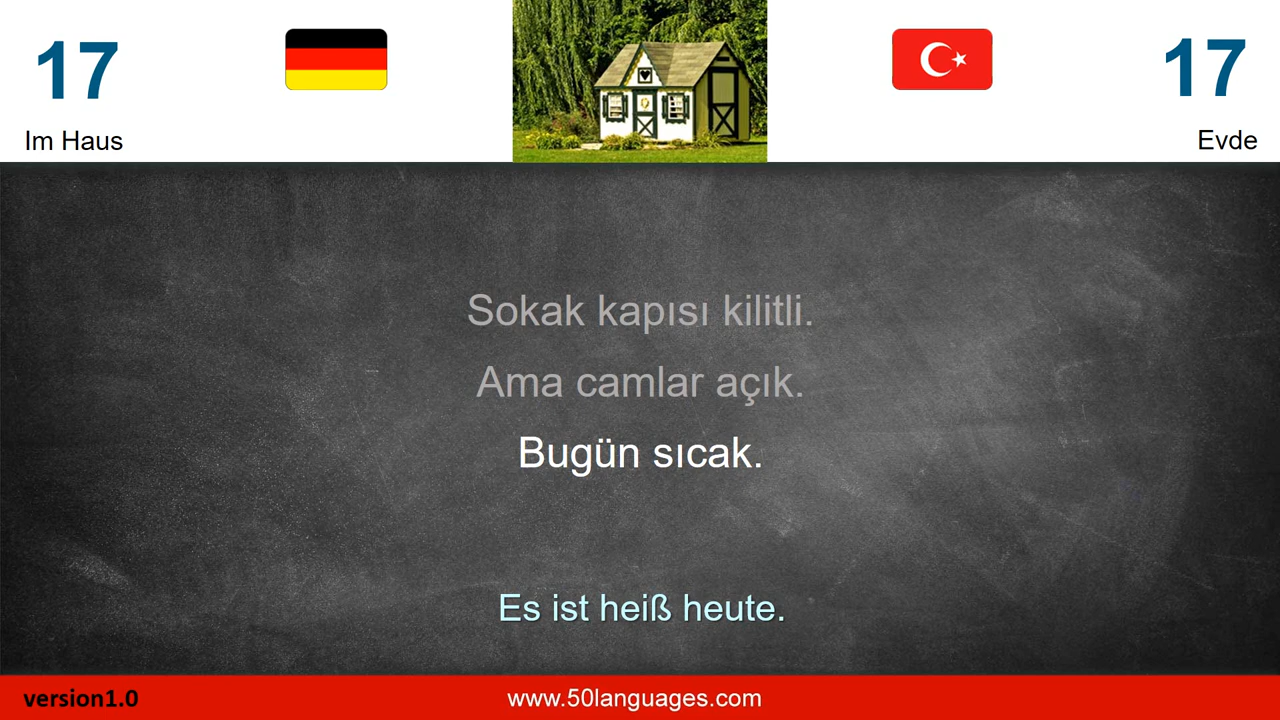 17
17
Im Haus
Evde
Sokak kapısı kilitli.
Ama camlar açık.
Bugün sıcak.
Es ist heiß heute.
version1.0
www.50languages.com